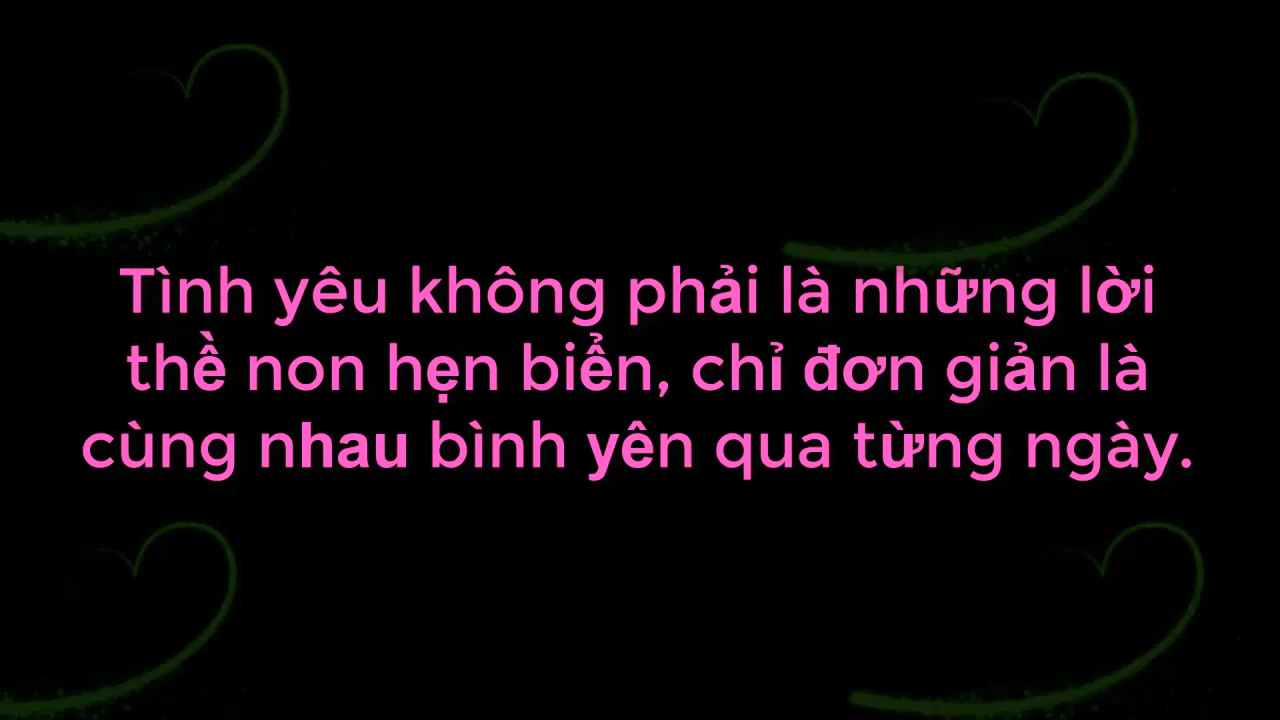 Tình yêu không phải là những lời
thề non hẹn biển, chỉ đơn giản là
cùng nhau bình yên qua từng ngày.